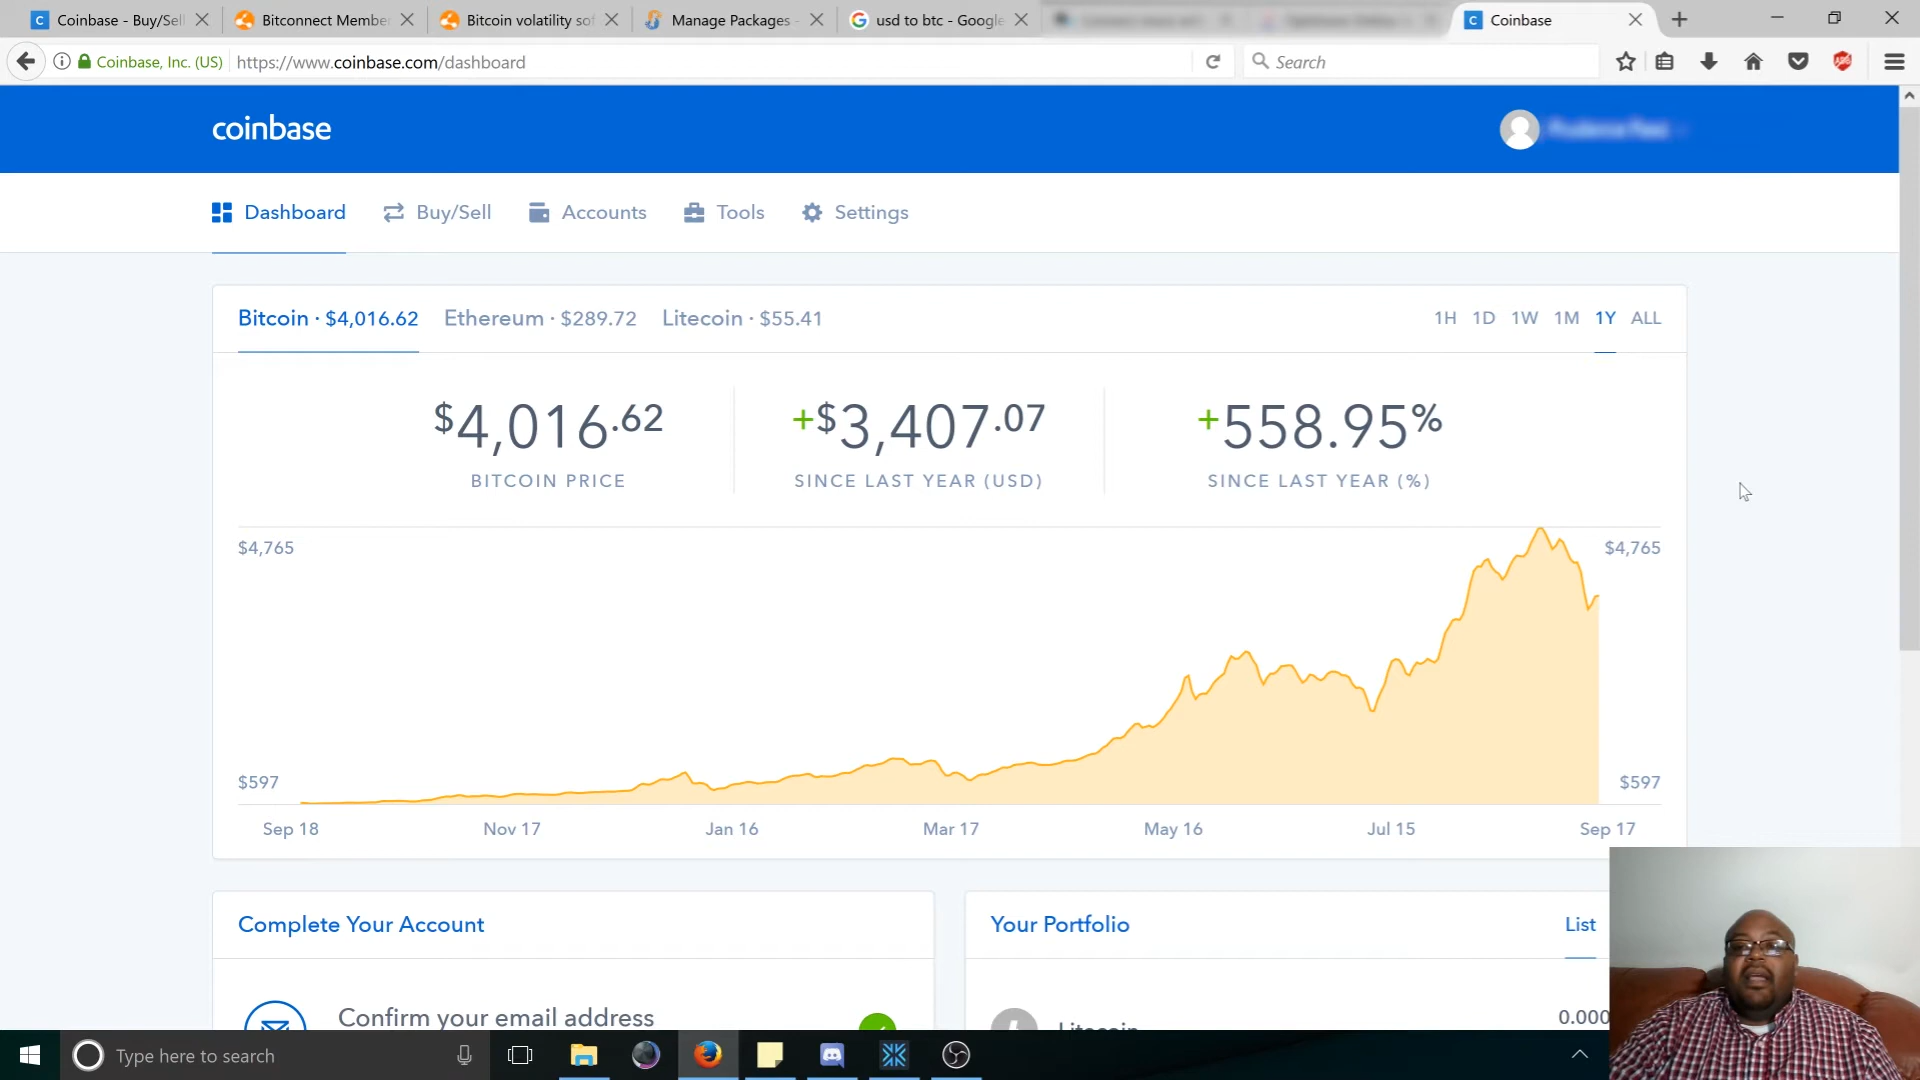 Coinbase - Buy/Sell
Bitconnect Membe
Bitcoin volatility sof
Manage Packages -
usd to btc - Google
Coinbase
Coinbase, Inc. (US)
https://www.coinbase.com/dashboard
Search
coinbase
Dashboard
Buy/Sell
Accounts
Tools
Settings
Bitcoin · $4,016.62
Ethereum · $289.72
Litecoin · $55.41
1H 1D 1W 1M 1Y ALL
$4,016.62
+$3,407.07
+558.95%
BITCOIN PRICE
SINCE LAST YEAR (USD)
SINCE LAST YEAR (%)
$4,765
$4,765
$597
$597
Sep 18
Nov 17
Jan 16
Mar 17
May 16
Jul 15
Sep 17
Complete Your Account
Your Portfolio
List
Confirm your email address
Litecoin
0.000
Type here to search